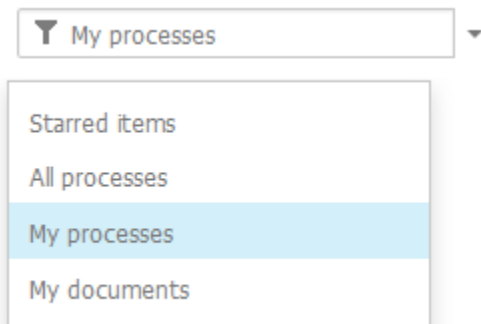 My processes
Starred items
All processes
My processes
My documents